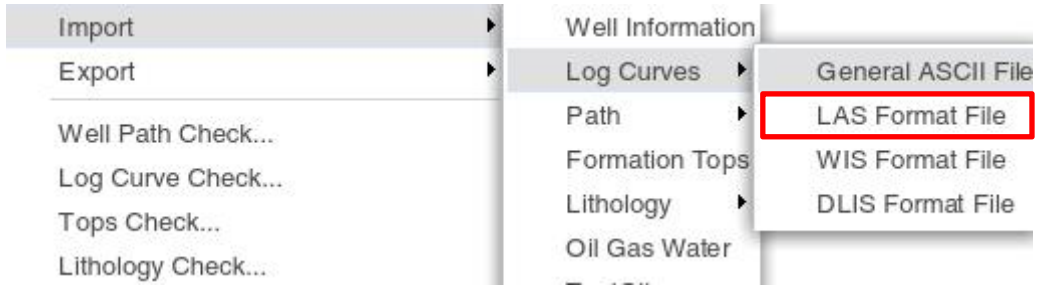 Import
Export
Well Path Check...
Log Curve Check...
Tops Check...
Lithology Check...
Well Information
Log Curves
Path
Formation Tops
Lithology
Oil Gas Water
General ASCII File
LAS Format File
WIS Format File
DLIS Format File